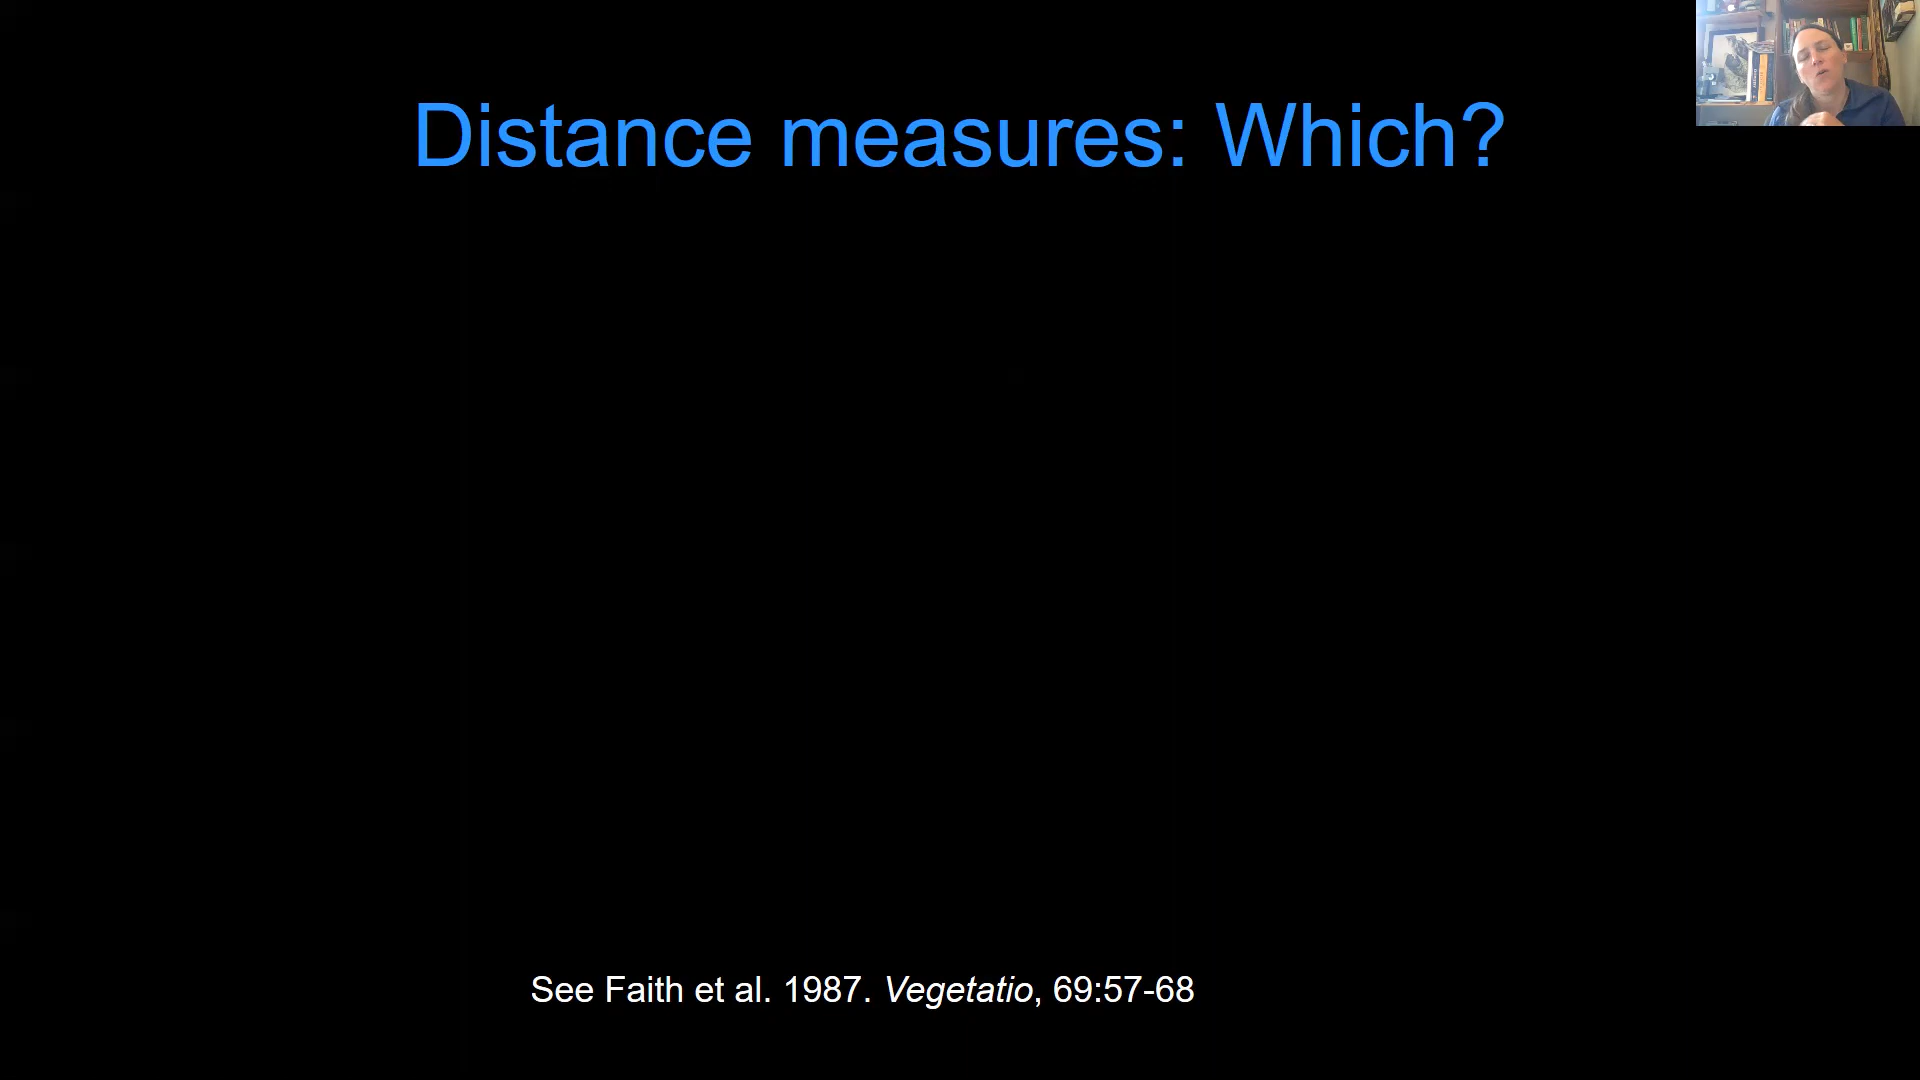 Distance measures: Which?
See Faith et al. 1987. Vegetatio, 69:57-68